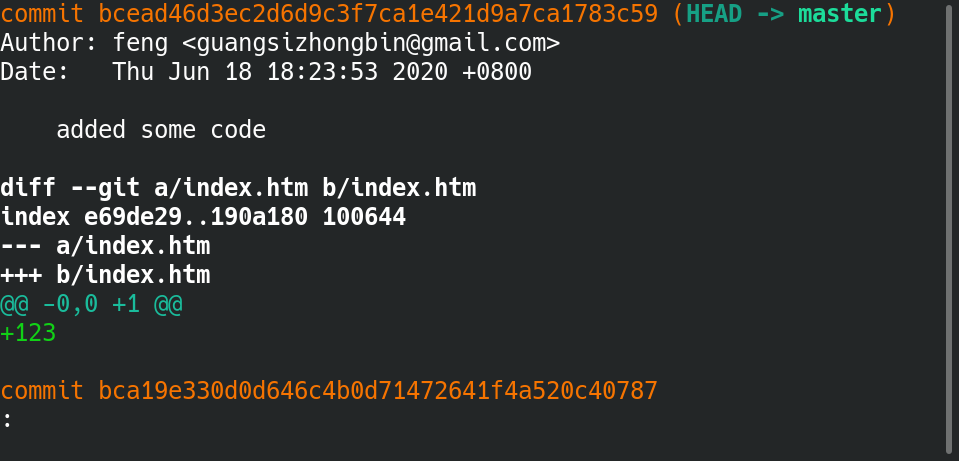 commit bcead46d3ec2d6d9c3f7ca1e421d9a7ca1783c59 (HEAD -> master)
Author: feng <guangsizhongbin@gmail.com>
Date:   Thu Jun 18 18:23:53 2020 +0800
    added some code
diff --git a/index.htm b/index.htm
index e69de29..190a180 100644
--- a/index.htm
+++ b/index.htm
@@ -0,0 +1 @@
+123
commit bca19e330d0d646c4b0d71472641f4a520c40787
: